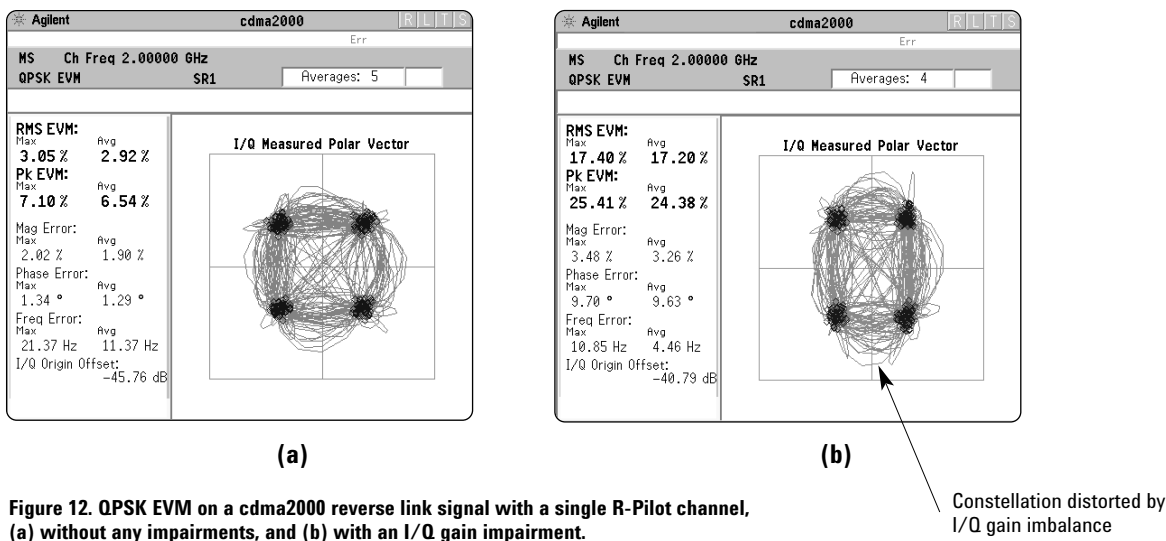 Agilent cdma2000 R L T S
Err
MS Ch Freq 2.00000 GHz
QPSK EVM SR1 Averages: 5
RMS EVM:
Max Avg
3.05 % 2.92 %
Pk EVM:
Max Avg
7.10 % 6.54 %
Mag Error:
Max Avg
2.02 % 1.90 %
Phase Error:
Max Avg
1.34 ° 1.29 °
Freq Error:
Max Avg
21.37 Hz 11.37 Hz
I/Q Origin Offset:
-45.76 dB
I/Q Measured Polar Vector
(a)
Agilent cdma2000 R L T S
Err
MS Ch Freq 2.00000 GHz
QPSK EVM SR1 Averages: 4
RMS EVM:
Max Avg
17.40 % 17.20 %
Pk EVM:
Max Avg
25.41 % 24.38 %
Mag Error:
Max Avg
3.48 % 3.26 %
Phase Error:
Max Avg
9.70 ° 9.63 °
Freq Error:
Max Avg
10.85 Hz 4.46 Hz
I/Q Origin Offset:
-40.79 dB
I/Q Measured Polar Vector
(b)
Constellation distorted by
I/Q gain imbalance
Figure 12. QPSK EVM on a cdma2000 reverse link signal with a single R-Pilot channel,
(a) without any impairments, and (b) with an I/Q gain impairment.